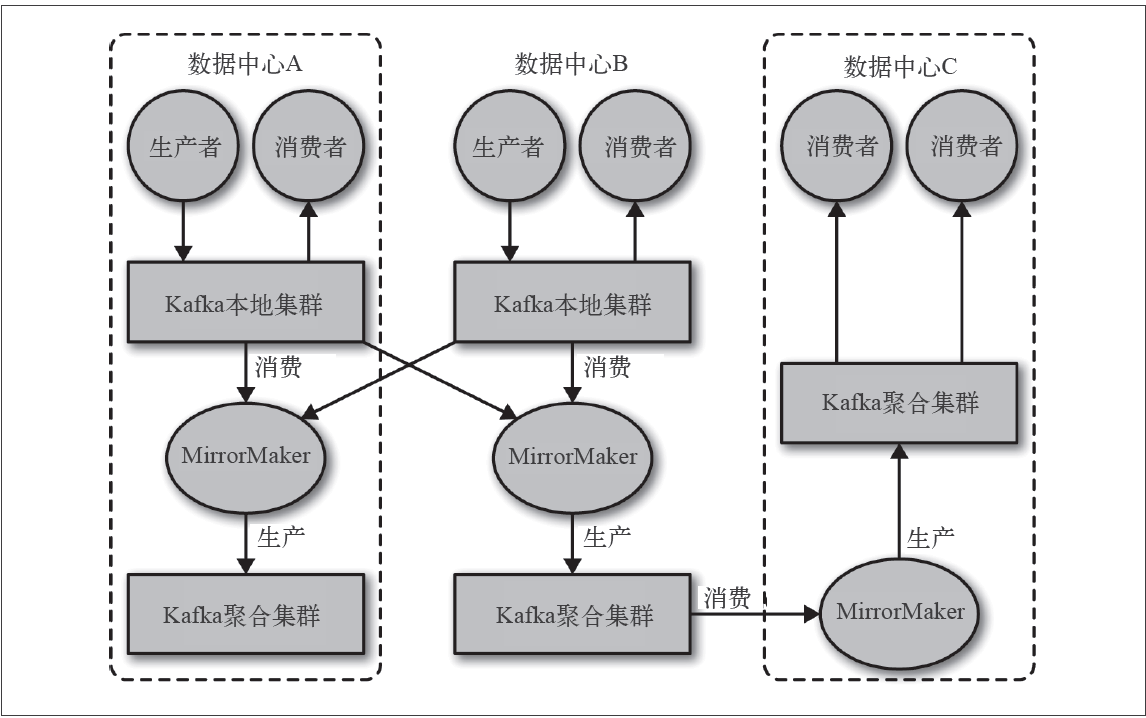 数据中心A
数据中心B
数据中心C
生产者
消费者
生产者
消费者
消费者
消费者
Kafka本地集群
Kafka本地集群
消费
消费
Kafka聚合集群
MirrorMaker
MirrorMaker
生产
生产
生产
Kafka聚合集群
Kafka聚合集群
消费
MirrorMaker